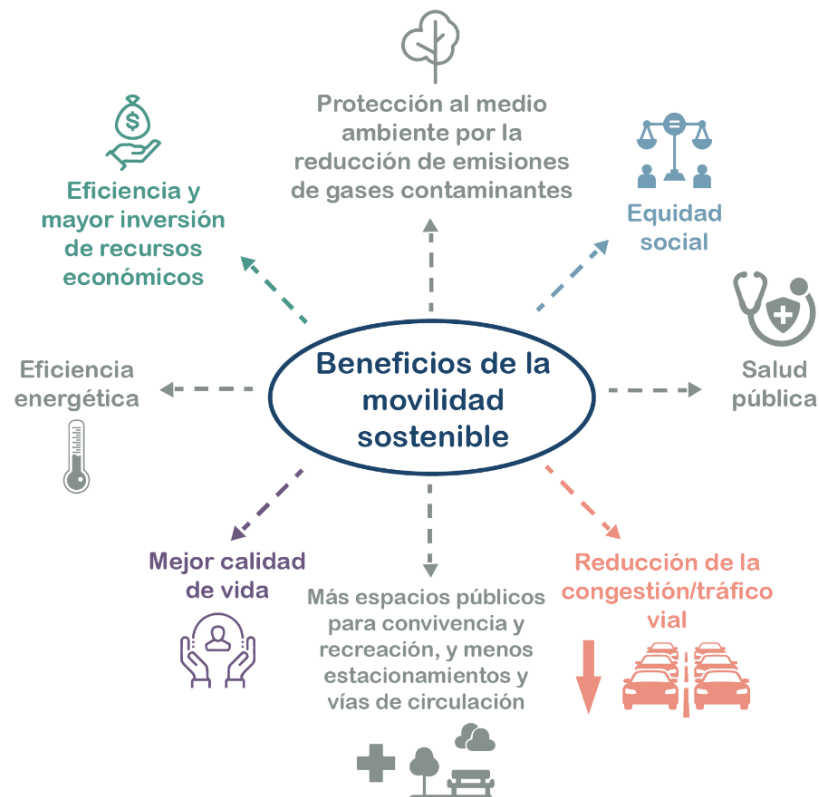 Protección al medio
ambiente por la
reducción de emisiones
de gases contaminantes
$
Eficiencia y
mayor inversión
de recursos
económicos
=
Equidad
social
Beneficios de la
movilidad
sostenible
Eficiencia
energética
Salud
pública
Mejor calidad
de vida
Más espacios públicos
para convivencia y
recreación, y menos
estacionamientos y
vías de circulación
Reducción de la
congestión/tráfico
vial